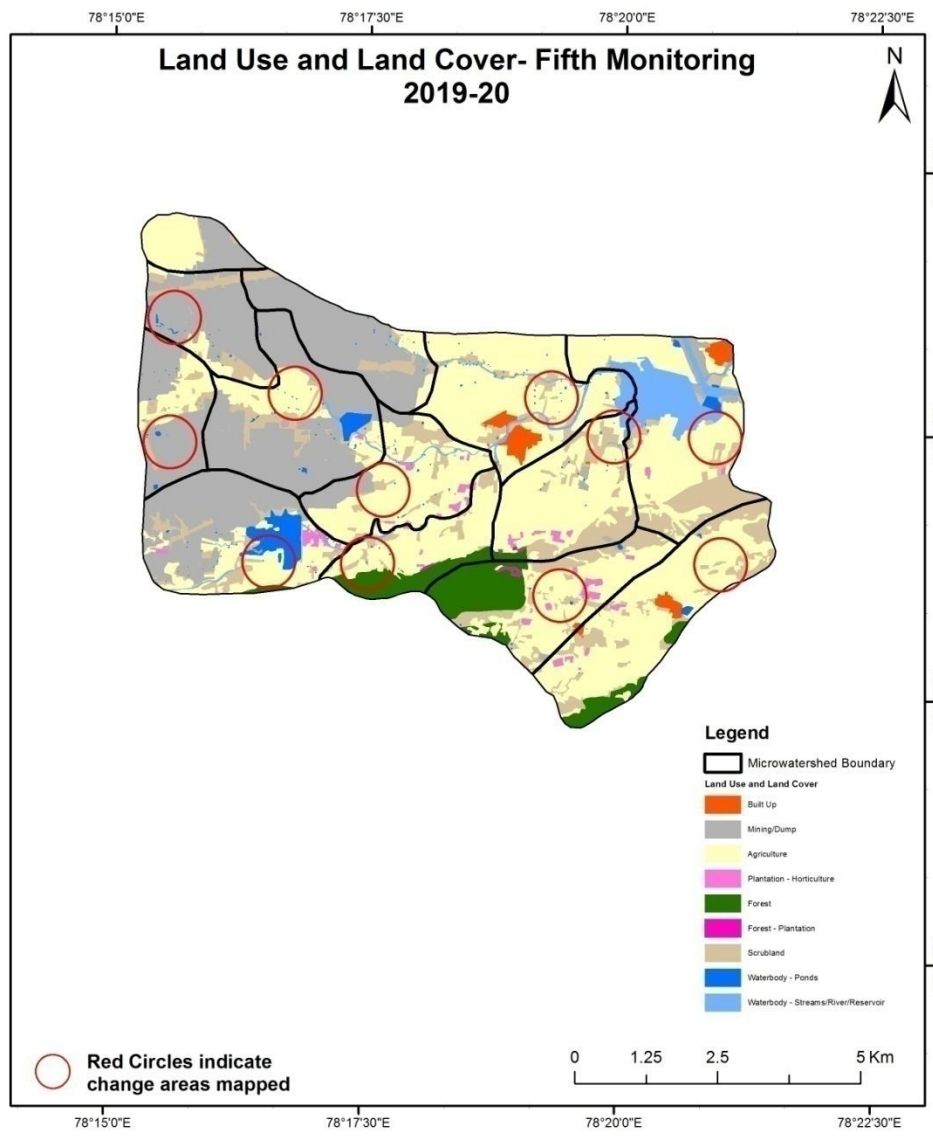 78°15'0"E 78°17'30"E 78°20'0"E 78°22'30"E
Land Use and Land Cover- Fifth Monitoring
2019-20
N
Legend
Microwatershed Boundary
Land Use and Land Cover
Built Up
Mining/Dump
Agriculture
Plantation - Horticulture
Forest
Forest - Plantation
Scrubland
Waterbody - Ponds
Waterbody - Streams/River/Reservoir
Red Circles indicate
change areas mapped
0 1.25 2.5 5 Km
78°15'0"E 78°17'30"E 78°20'0"E 78°22'30"E